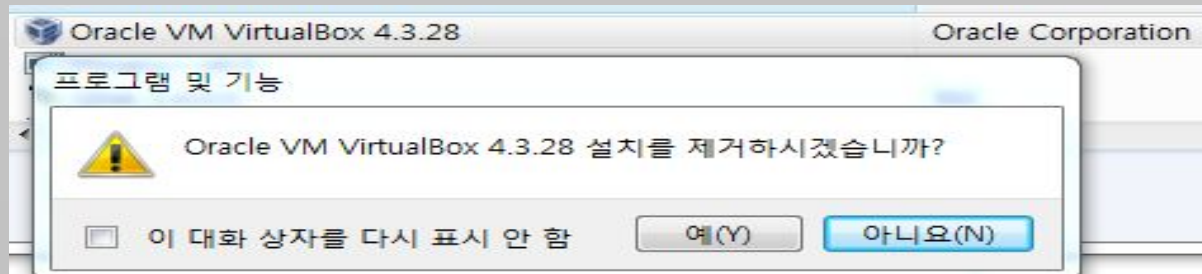 Oracle VM VirtualBox 4.3.28 Oracle Corporation
프로그램 및 기능
Oracle VM VirtualBox 4.3.28 설치를 제거하시겠습니까?
이 대화 상자를 다시 표시 안 함 예(Y) 아니요(N)